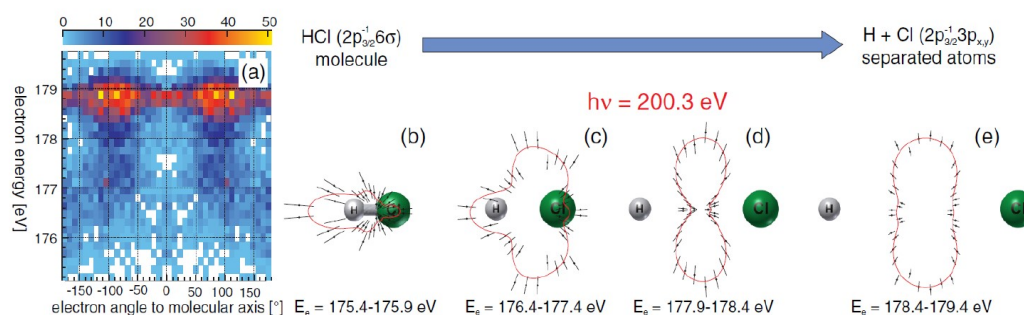 0 10 20 30 40 50
HCl (2p₃/₂⁻¹6σ)
molecule
H + Cl (2p₃/₂⁻¹3pₓ,ᵧ)
separated atoms
hν = 200.3 eV
(a)
(b)
(c)
(d)
(e)
electron energy [eV]
179
178
177
176
-150 -100 -50 0 50 100 150
electron angle to molecular axis [°]
H Cl
H Cl
H Cl
H Cl
Eₑ = 175.4-175.9 eV
Eₑ = 176.4-177.4 eV
Eₑ = 177.9-178.4 eV
Eₑ = 178.4-179.4 eV